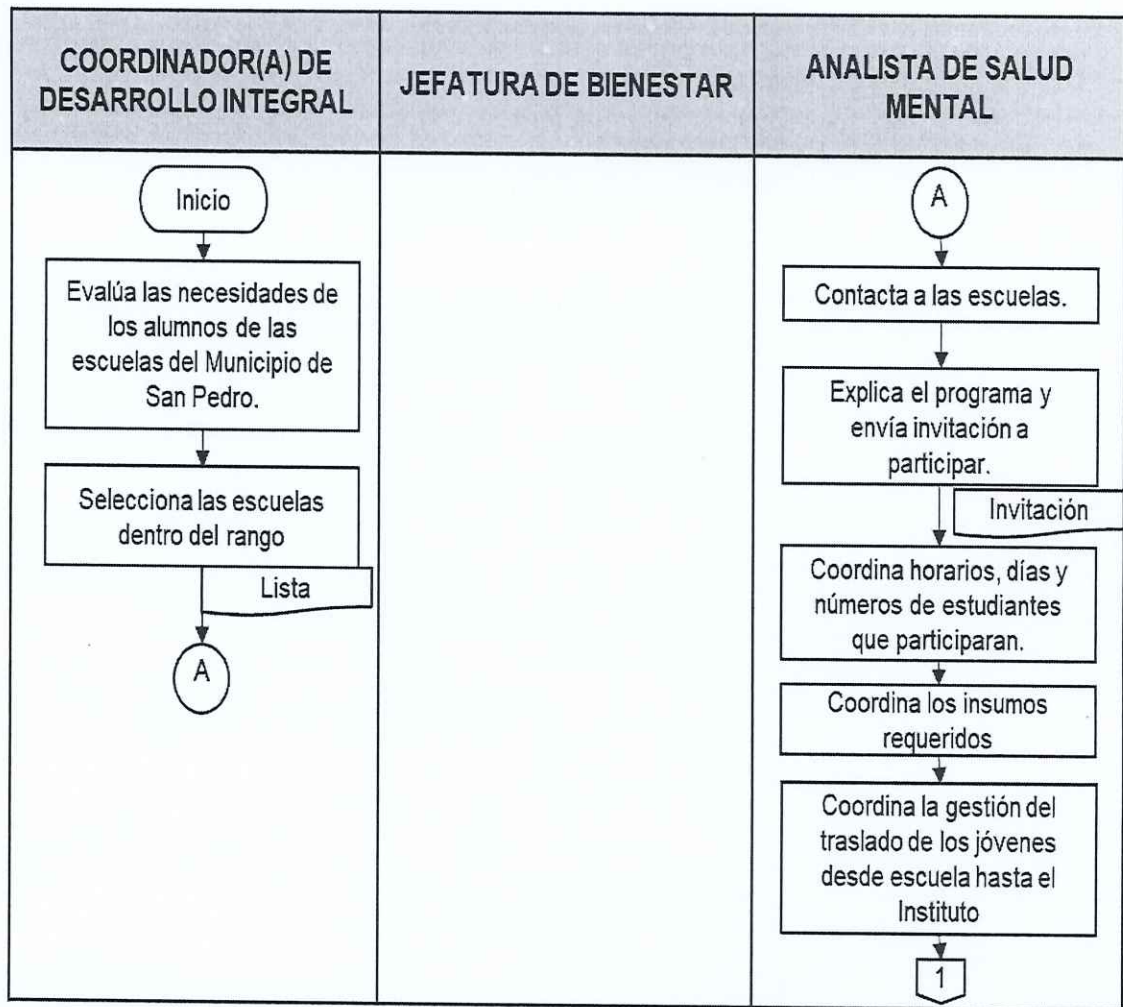 COORDINADOR(A) DE
DESARROLLO INTEGRAL
JEFATURA DE BIENESTAR
ANALISTA DE SALUD
MENTAL
Inicio
Evalúa las necesidades de
los alumnos de las
escuelas del Municipio de
San Pedro.
Selecciona las escuelas
dentro del rango
Lista
A
A
Contacta a las escuelas.
Explica el programa y
envía invitación a
participar.
Invitación
Coordina horarios, días y
números de estudiantes
que participaran.
Coordina los insumos
requeridos
Coordina la gestión del
traslado de los jóvenes
desde escuela hasta el
Instituto
1